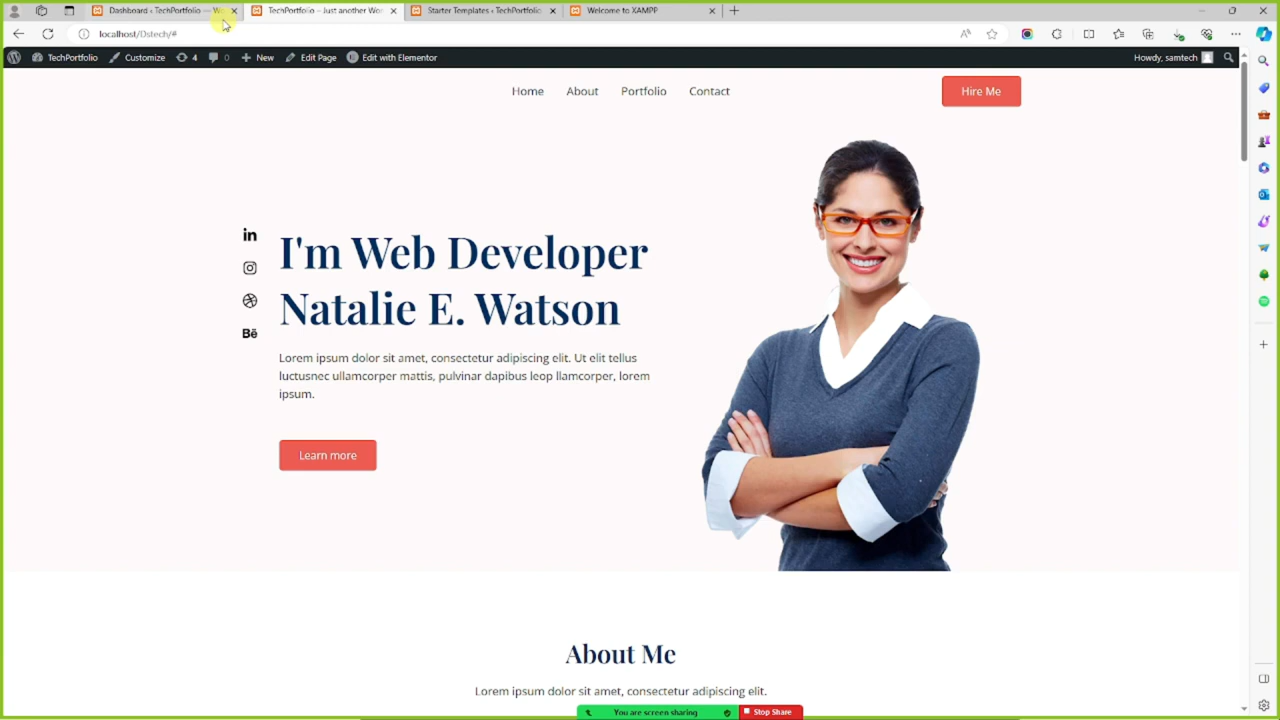 Dashboard ‹ TechPortfolio — Wo
TechPortfolio – Just another Wor
Starter Templates ‹ TechPortfolio
Welcome to XAMPP
localhost/Dstech/#
TechPortfolio
Customize
4
0
New
Edit Page
Edit with Elementor
Howdy, samtech
Home
About
Portfolio
Contact
Hire Me
in
I'm Web Developer
Natalie E. Watson
Bē
Lorem ipsum dolor sit amet, consectetur adipiscing elit. Ut elit tellus
luctusnec ullamcorper mattis, pulvinar dapibus leop llamcorper, lorem
ipsum.
Learn more
About Me
Lorem ipsum dolor sit amet, consectetur adipiscing elit.
You are screen sharing
Stop Share